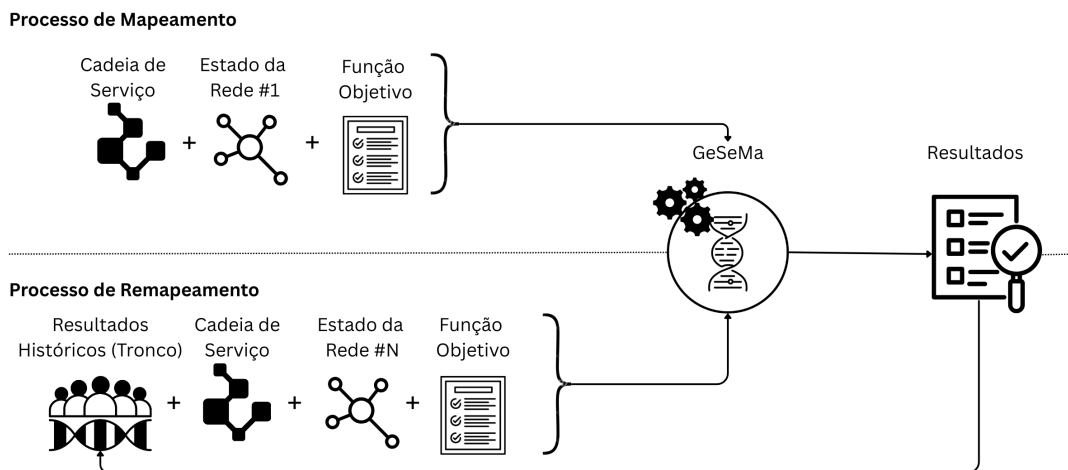 Processo de Mapeamento
Cadeia de
Serviço
Estado da
Rede #1
Função
Objetivo
GeSeMa
Resultados
Processo de Remapeamento
Resultados
Históricos (Tronco)
Cadeia de
Serviço
Estado da
Rede #N
Função
Objetivo